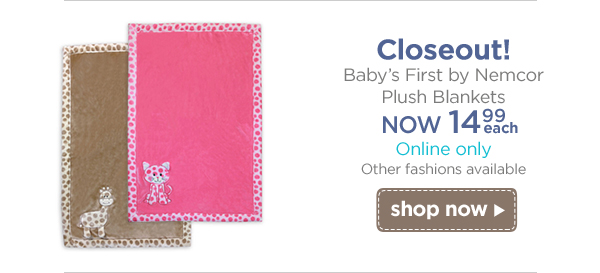 Closeout!
Baby's First by Nemcor
Plush Blankets
NOW 14 99 each
Online only
Other fashions available
shop now